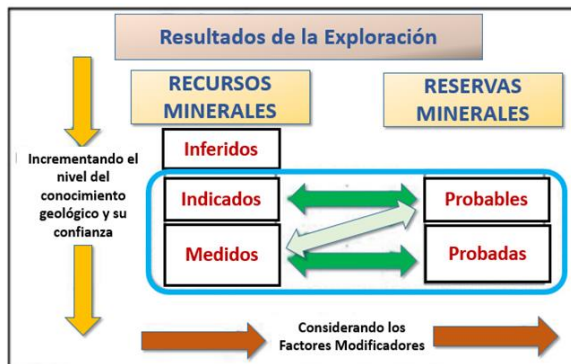 Resultados de la Exploración
RECURSOS
MINERALES
RESERVAS
MINERALES
Inferidos
Incrementando el
nivel del
conocimiento
geológico y su
confianza
Indicados
Probables
Medidos
Probadas
Considerando los
Factores Modificadores